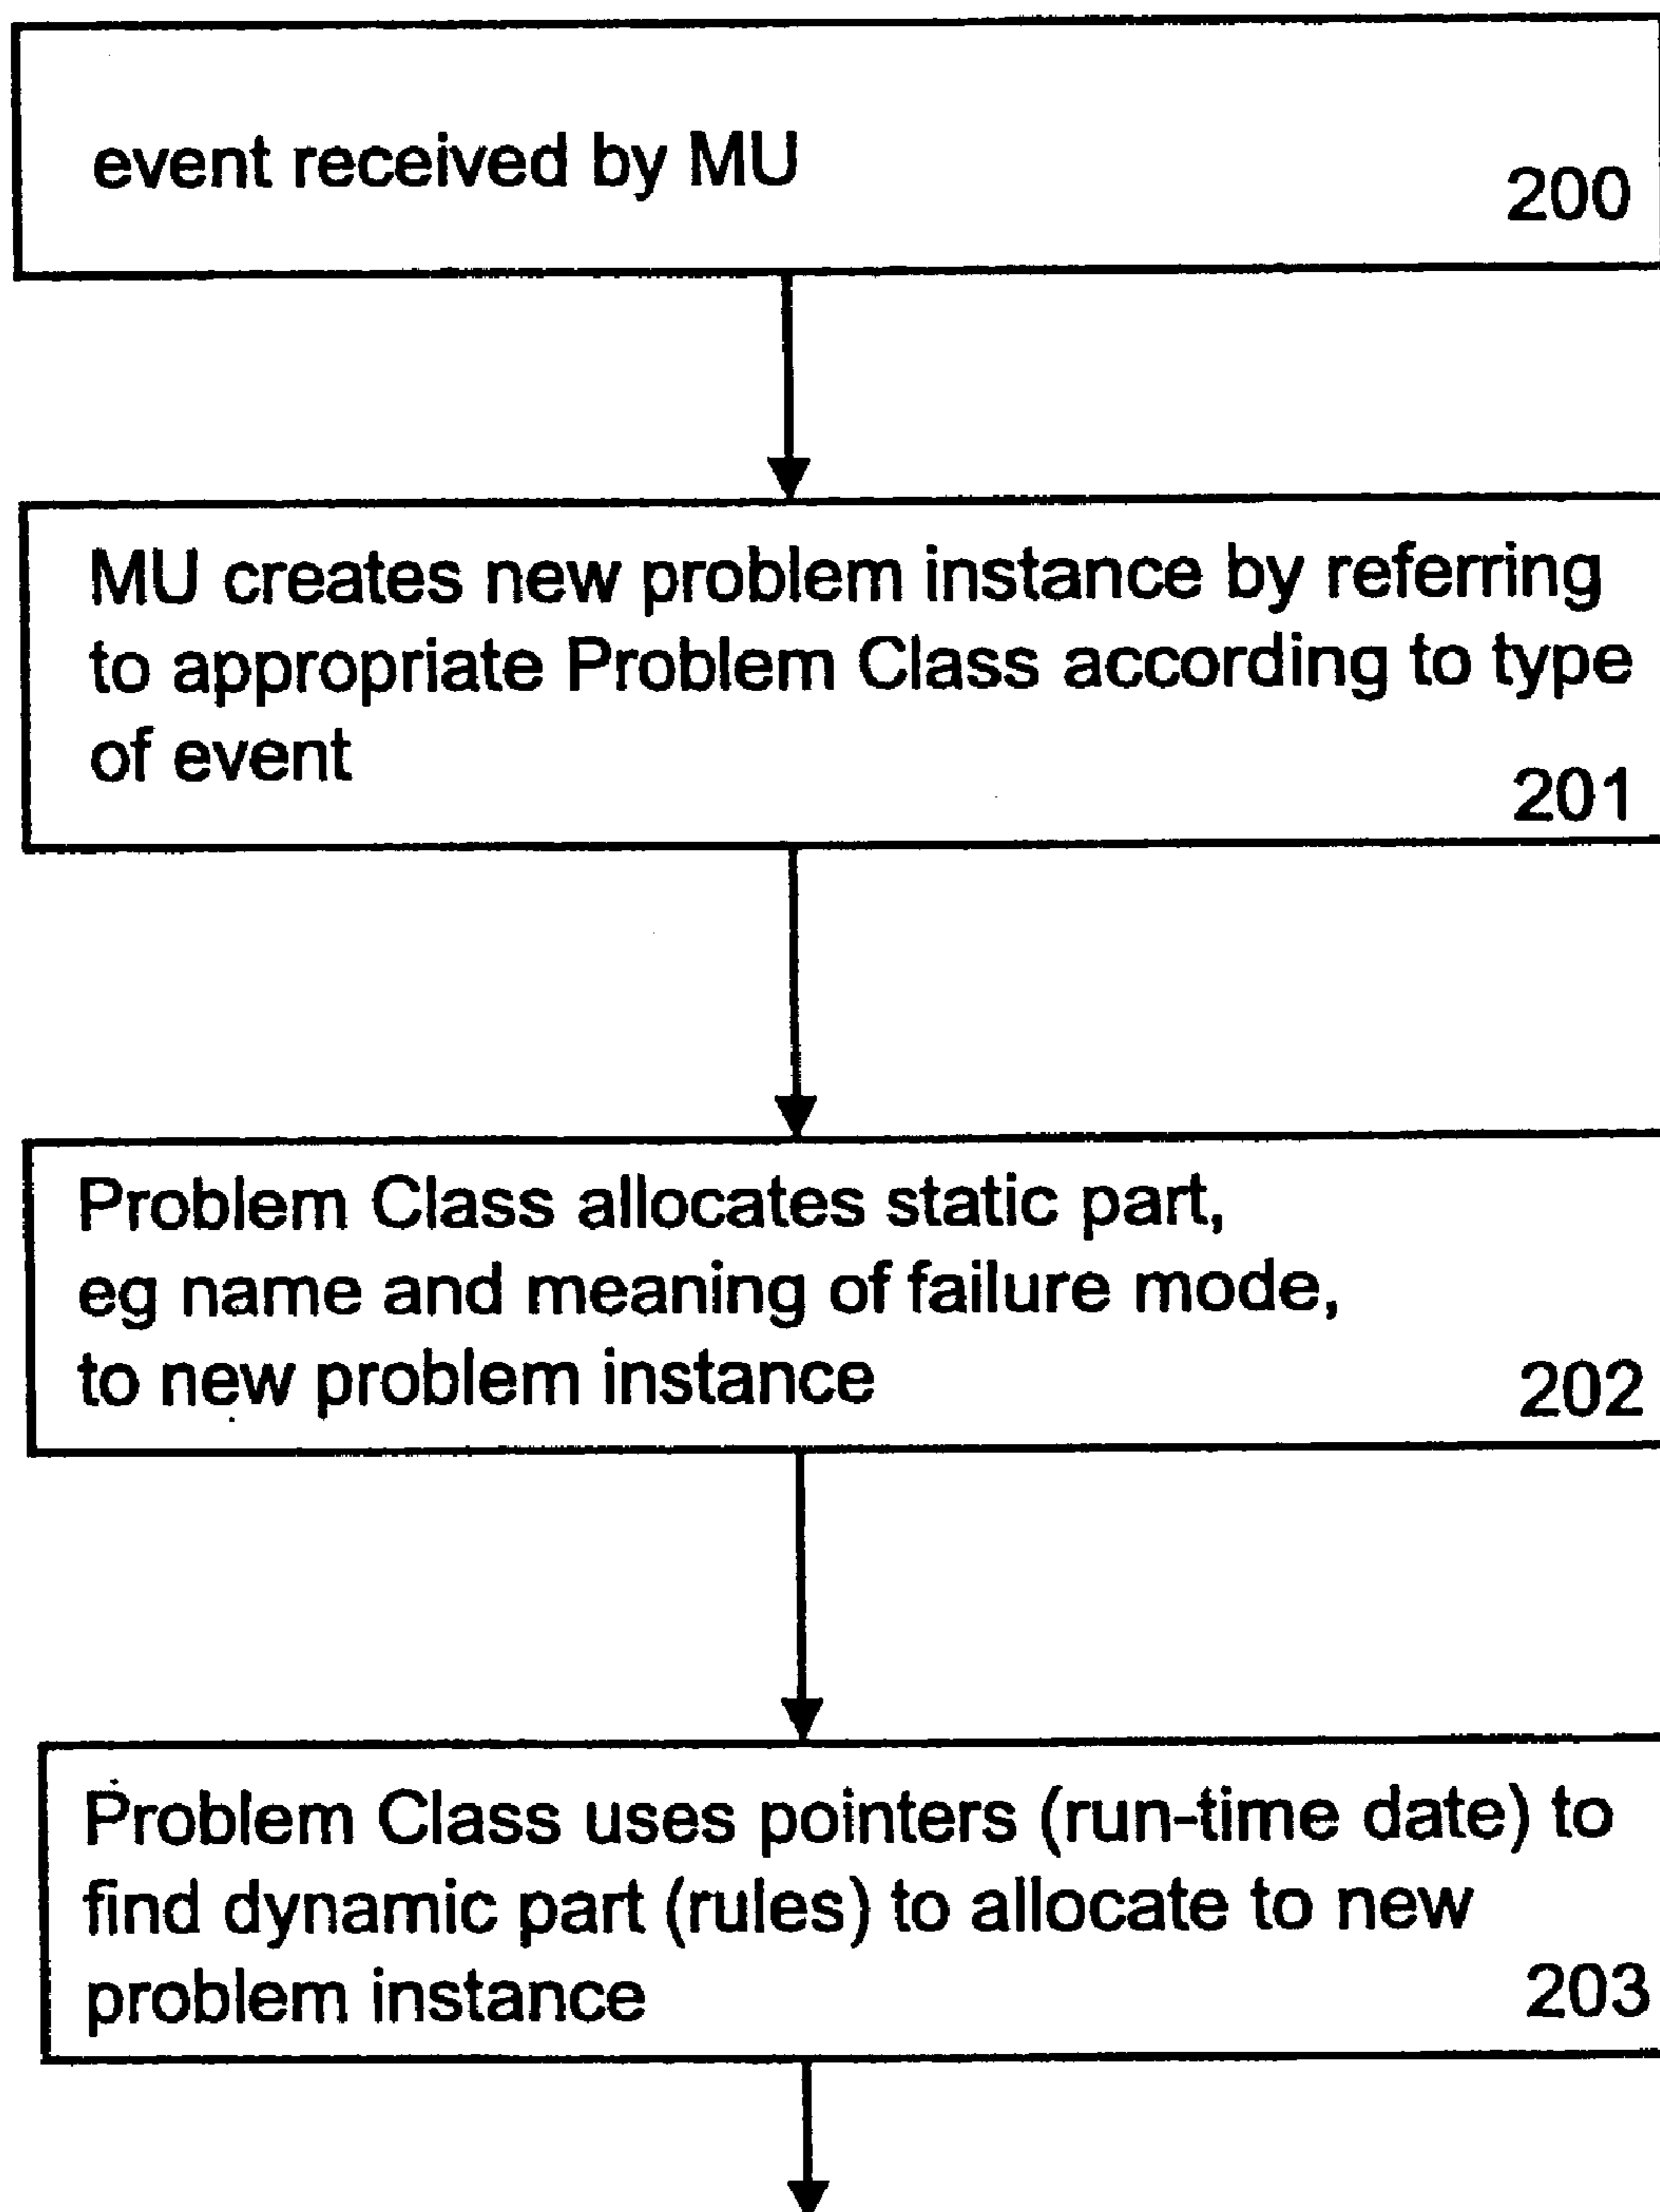 event received by MU
200
MU creates new problem instance by referring
to appropriate Problem Class according to type
of event
201
Problem Class allocates static part,
eg name and meaning of failure mode,
to new problem instance
202
Problem Class uses pointers (run-time date) to
find dynamic part (rules) to allocate to new
problem instance
203